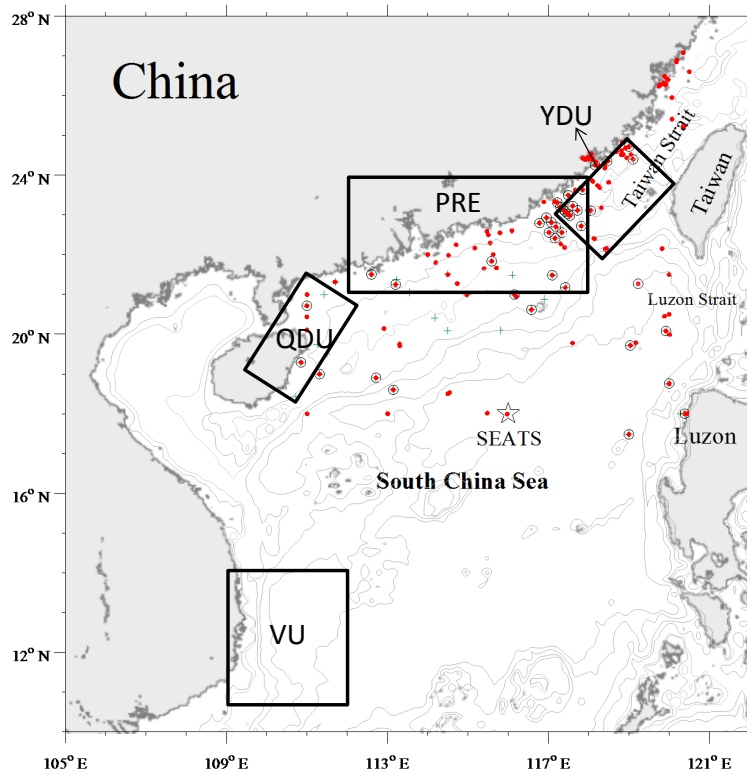 28° N
China
YDU
Taiwan Strait
24° N
PRE
Taiwan
Luzon Strait
20° N
QDU
SEATS
Luzon
South China Sea
16° N
VU
12° N
105° E
109° E
113° E
117° E
121° E